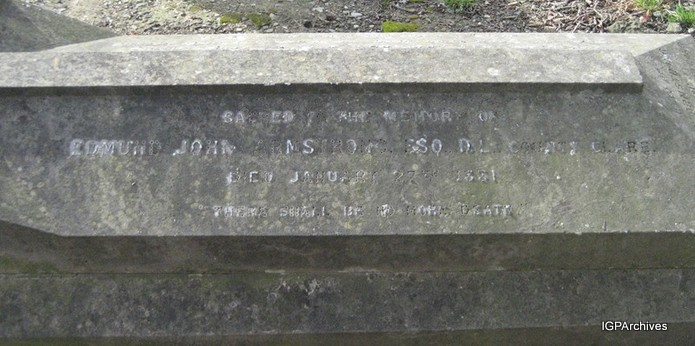 SACRED TO THE MEMORY OF
EDMUND JOHN ARMSTRONG, ESQ. D.L. COUNTY CLARE
DIED JANUARY 27TH 1881
"THERE SHALL BE NO MORE DEATH"
IGPArchives